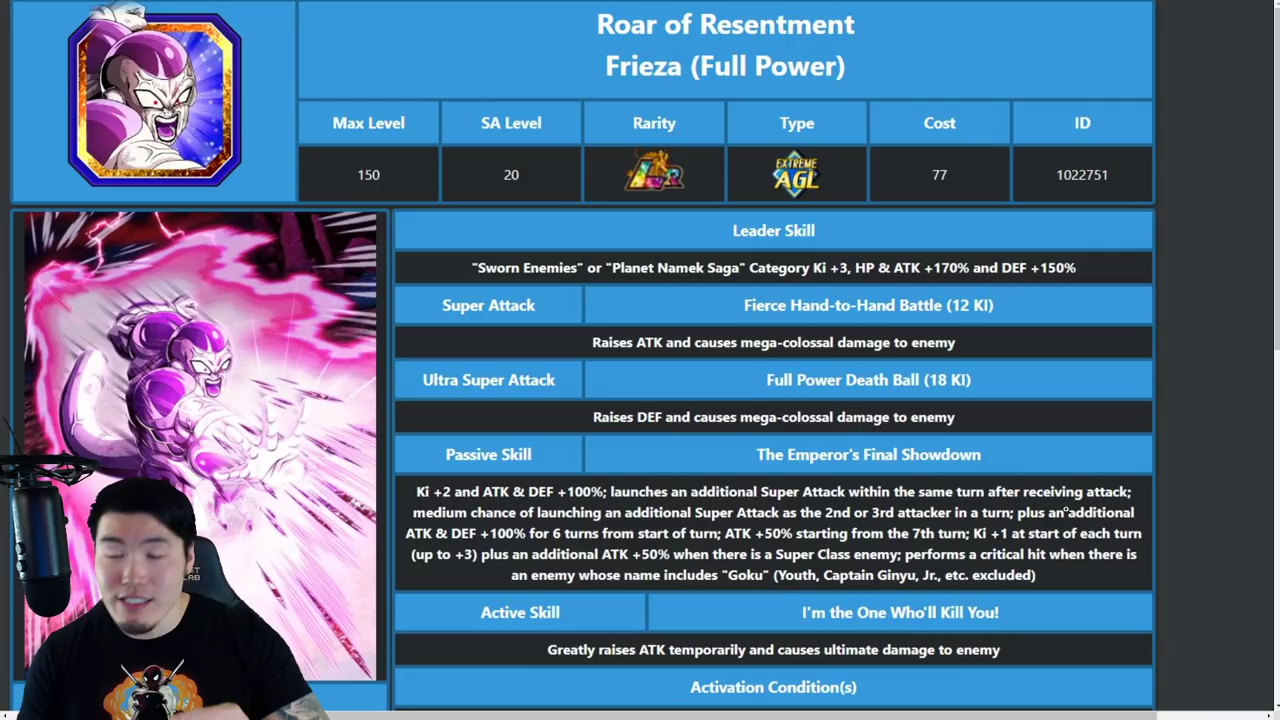 Roar of Resentment
Frieza (Full Power)
Max Level
SA Level
Rarity
Type
Cost
ID
150
20
LR
EXTREME
AGL
77
1022751
Leader Skill
"Sworn Enemies" or "Planet Namek Saga" Category Ki +3, HP & ATK +170% and DEF +150%
Super Attack
Fierce Hand-to-Hand Battle (12 KI)
Raises ATK and causes mega-colossal damage to enemy
Ultra Super Attack
Full Power Death Ball (18 KI)
Raises DEF and causes mega-colossal damage to enemy
Passive Skill
The Emperor's Final Showdown
Ki +2 and ATK & DEF +100%; launches an additional Super Attack within the same turn after receiving attack;
medium chance of launching an additional Super Attack as the 2nd or 3rd attacker in a turn; plus an additional
ATK & DEF +100% for 6 turns from start of turn; ATK +50% starting from the 7th turn; Ki +1 at start of each turn
(up to +3) plus an additional ATK +50% when there is a Super Class enemy; performs a critical hit when there is
an enemy whose name includes "Goku" (Youth, Captain Ginyu, Jr., etc. excluded)
Active Skill
I'm the One Who'll Kill You!
Greatly raises ATK temporarily and causes ultimate damage to enemy
Activation Condition(s)